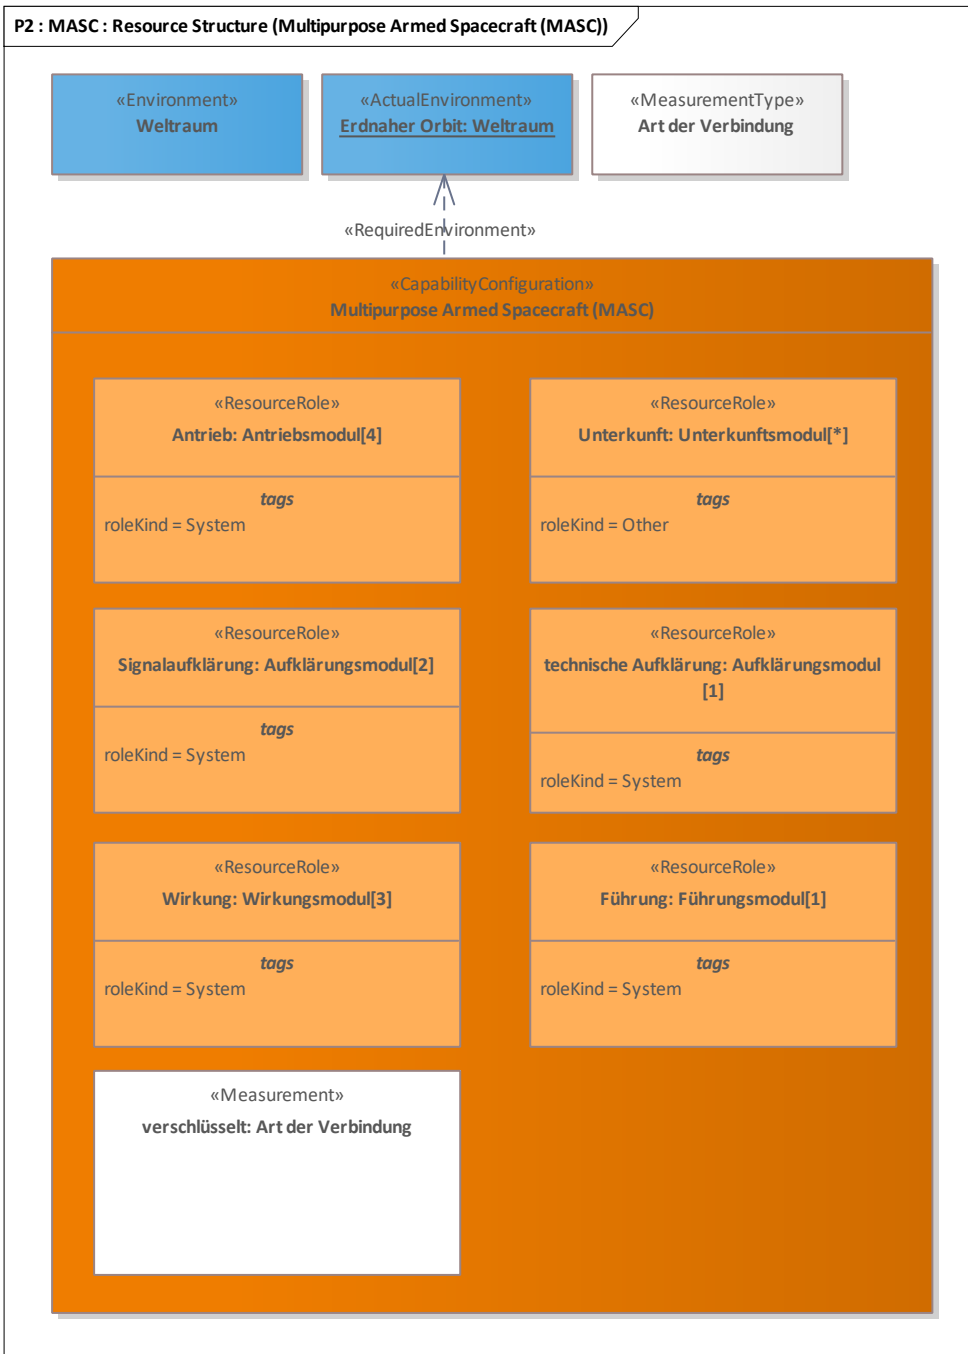 P2 : MASC : Resource Structure (Multipurpose Armed Spacecraft (MASC))
«Environment»
Weltraum
«ActualEnvironment»
Erdnaher Orbit: Weltraum
«MeasurementType»
Art der Verbindung
«RequiredEnvironment»
«CapabilityConfiguration»
Multipurpose Armed Spacecraft (MASC)
«ResourceRole»
Antrieb: Antriebsmodul[4]
tags
roleKind = System
«ResourceRole»
Unterkunft: Unterkunftsmodul[*]
tags
roleKind = Other
«ResourceRole»
Signalaufklärung: Aufklärungsmodul[2]
tags
roleKind = System
«ResourceRole»
technische Aufklärung: Aufklärungsmodul
[1]
tags
roleKind = System
«ResourceRole»
Wirkung: Wirkungsmodul[3]
tags
roleKind = System
«ResourceRole»
Führung: Führungsmodul[1]
tags
roleKind = System
«Measurement»
verschlüsselt: Art der Verbindung